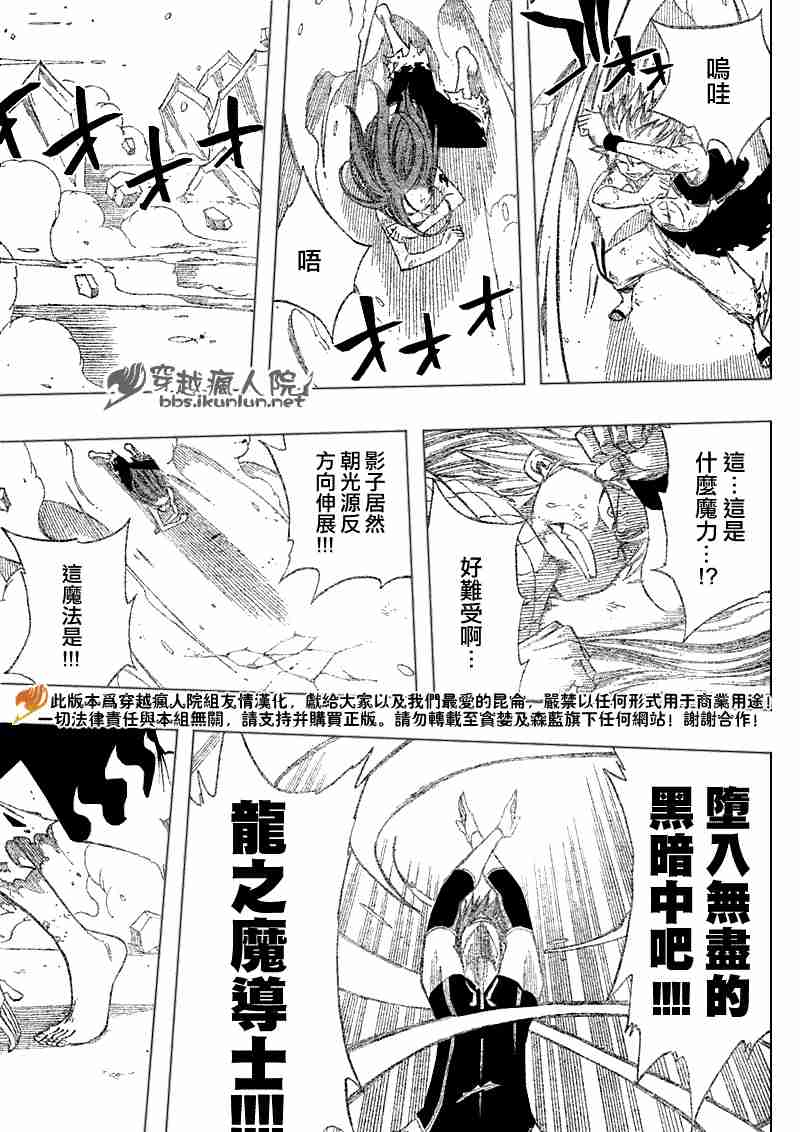 嗚哇
唔
オオオ
オオオ
穿越瘋人院
bbs.ikunlun.net
這…這是
什麼魔力…!?
好難受啊…
影子居然
朝光源反
方向伸展
!!!
這魔法是!!!
此版本爲穿越瘋人院組友情漢化，獻給大家以及我們最愛的昆侖，嚴禁以任何形式用于商業用途！
一切法律責任與本組無關，請支持并購買正版。請勿轉載至貪婪及森藍旗下任何網站！謝謝合作！
墮入無盡的
黑暗中吧!!!!
龍之魔導士!!!!